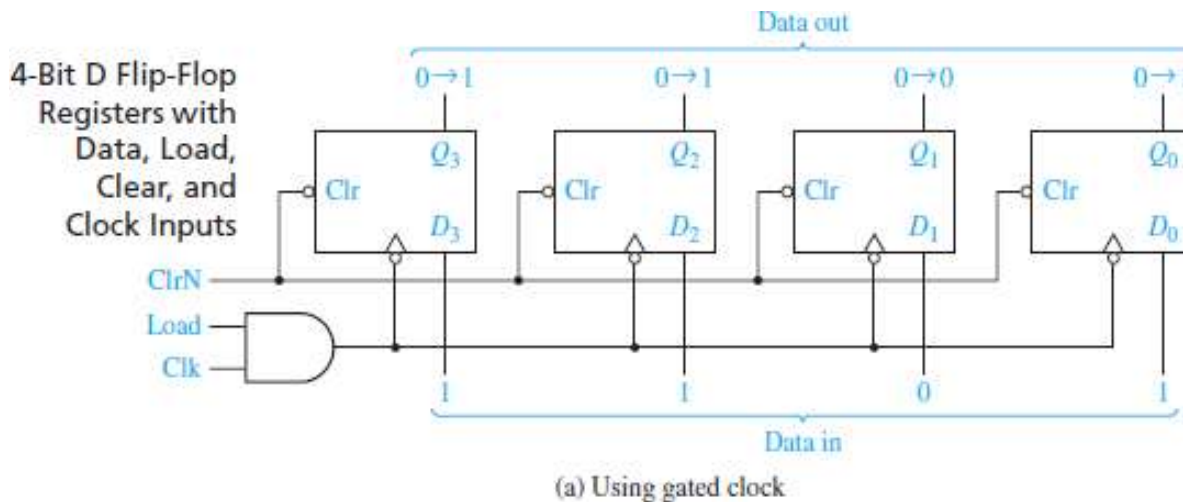 Data out
4-Bit D Flip-Flop
Registers with
Data, Load,
Clear, and
Clock Inputs
0→1 0→1 0→0 0→
Q3 Q2 Q1 Q0
Clr Clr Clr Clr
D3 D2 D1 D0
ClrN
Load
Clk
1 1 0 1
Data in
(a) Using gated clock